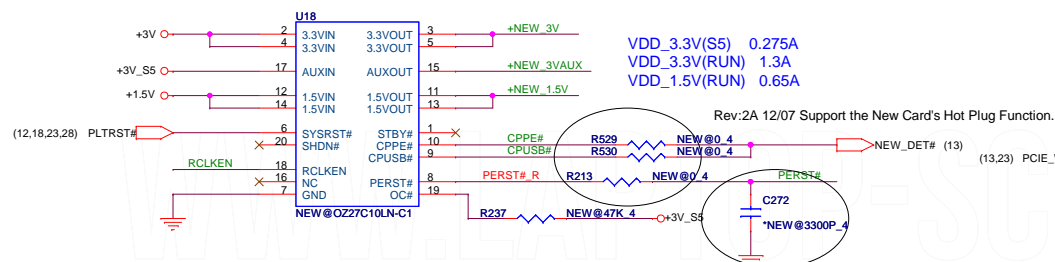 U18
+3V
2
3.3VIN
3.3VOUT
3
+NEW_3V
4
3.3VIN
3.3VOUT
5
+3V_S5
17
AUXIN
AUXOUT
15
+NEW_3VAUX
+1.5V
12
1.5VIN
1.5VOUT
11
+NEW_1.5V
14
1.5VIN
1.5VOUT
13
VDD_3.3V(S5) 0.275A
VDD_3.3V(RUN) 1.3A
VDD_1.5V(RUN) 0.65A
Rev:2A 12/07 Support the New Card's Hot Plug Function.
(12,18,23,28) PLTRST#
6
SYSRST#
STBY#
1
20
SHDN#
CPPE#
10
CPPE#
R529
NEW@0_4
CPUSB#
9
CPUSB#
R530
NEW@0_4
NEW_DET# (13)
(13,23) PCIE_
RCLKEN
18
RCLKEN
16
NC
PERST#
8
PERST#_R
R213
NEW@0_4
PERST#
7
GND
OC#
19
NEW@OZ27C10LN-C1
R237
NEW@47K_4
+3V_S5
C272
*NEW@3300P_4